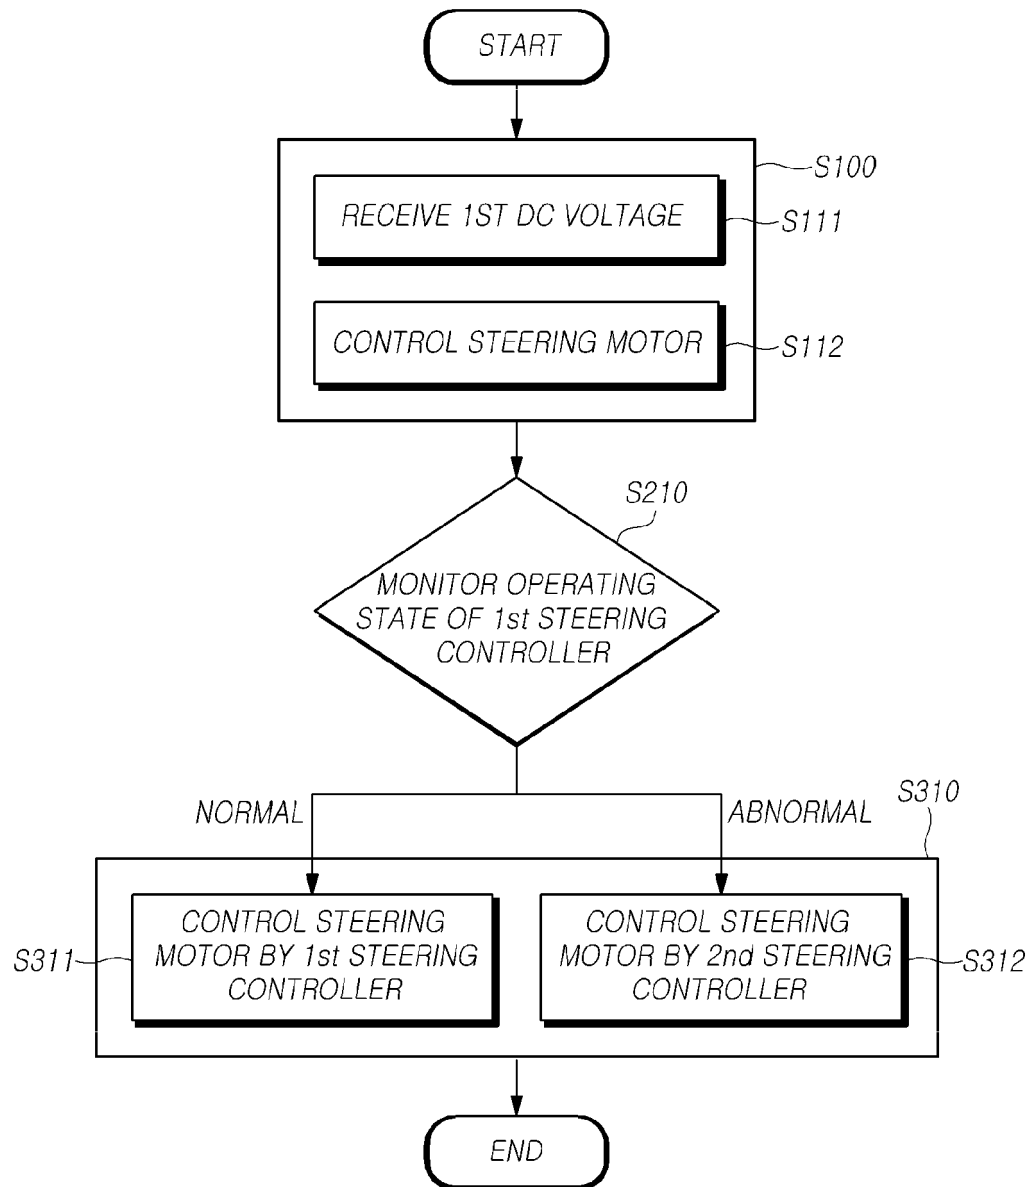 START
S100
RECEIVE 1ST DC VOLTAGE
S111
CONTROL STEERING MOTOR
S112
S210
MONITOR OPERATING
STATE OF 1st STEERING
CONTROLLER
NORMAL
ABNORMAL
S310
CONTROL STEERING
MOTOR BY 1st STEERING
CONTROLLER
S311
CONTROL STEERING
MOTOR BY 2nd STEERING
CONTROLLER
S312
END